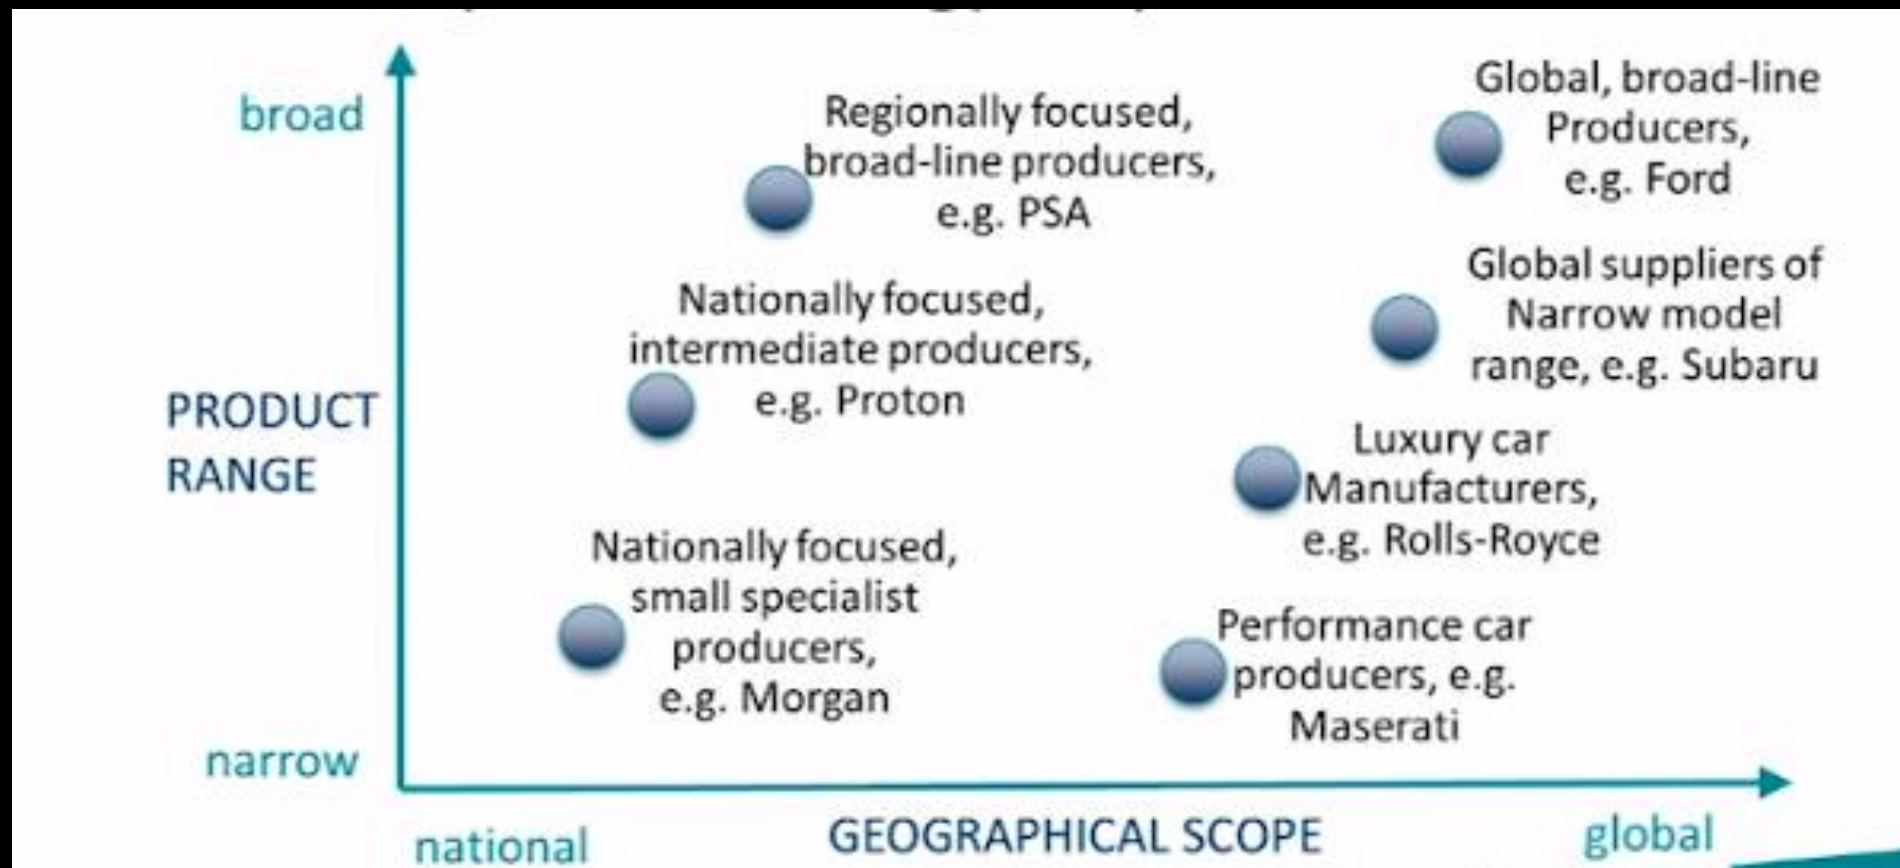 broad
Regionally focused,
broad-line producers,
e.g. PSA
Global, broad-line
Producers,
e.g. Ford
Nationally focused,
intermediate producers,
e.g. Proton
Global suppliers of
Narrow model
range, e.g. Subaru
PRODUCT
RANGE
Luxury car
Manufacturers,
e.g. Rolls-Royce
Nationally focused,
small specialist
producers,
e.g. Morgan
Performance car
producers, e.g.
Maserati
narrow
national
GEOGRAPHICAL SCOPE
global